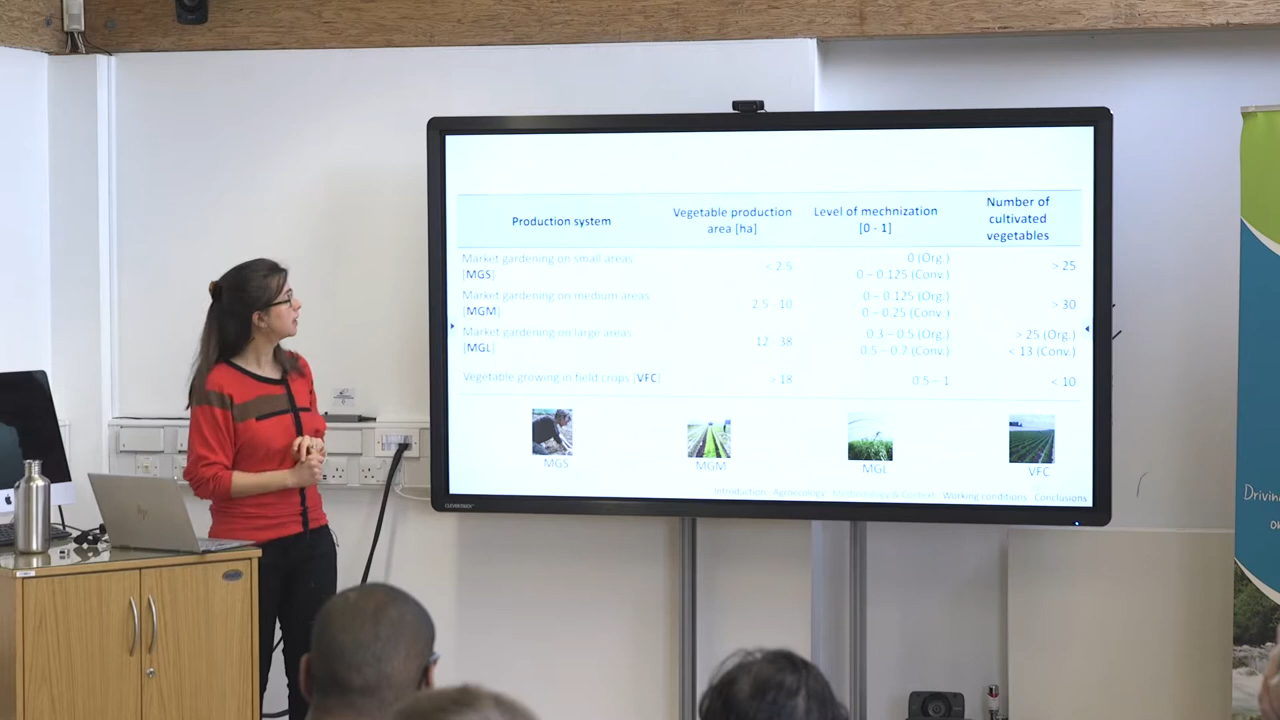 Production system
Vegetable production
area [ha]
Level of mechnization
[0 - 1]
Number of
cultivated
vegetables
Market gardening on small areas
[MGS]
< 2.5
0 (Org.)
0 – 0.125 (Conv.)
> 25
Market gardening on medium areas
[MGM]
2.5 - 10
0 – 0.125 (Org.)
0 – 0.25 (Conv.)
> 30
Market gardening on large areas
[MGL]
12 - 38
0.3 – 0.5 (Org.)
0.5 – 0.7 (Conv.)
> 25 (Org.)
< 13 (Conv.)
Vegetable growing in field crops [VFC]
> 18
0.5 – 1
< 10
MGS
MGM
MGL
VFC
Introduction Agroecology Methodology & Context Working conditions Conclusions
CLEVERTOUCH
hp